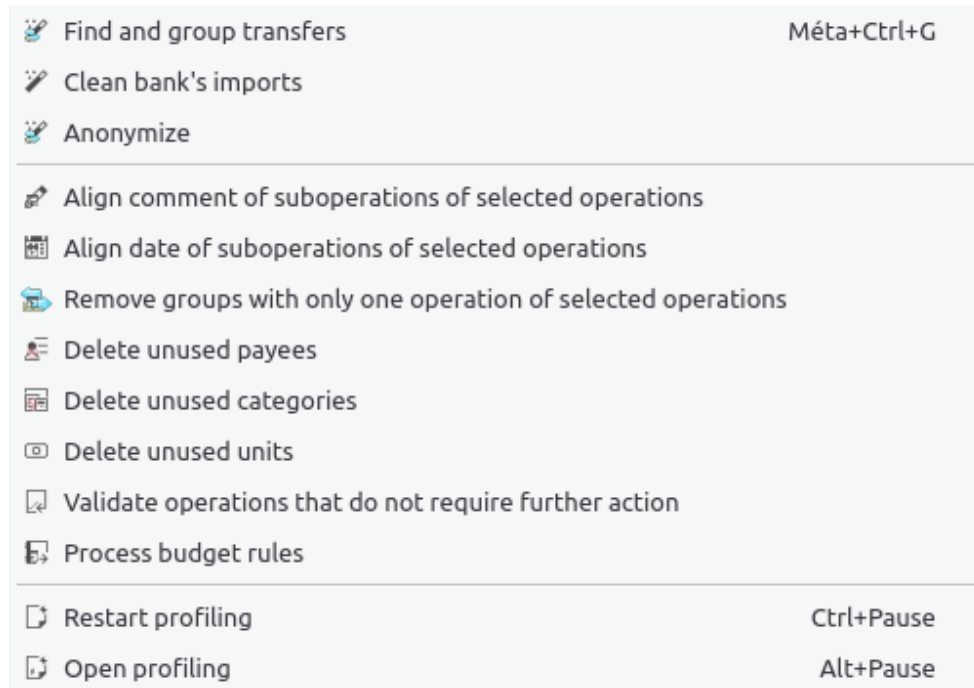 Find and group transfers Méta+Ctrl+G
Clean bank's imports
Anonymize
Align comment of suboperations of selected operations
Align date of suboperations of selected operations
Remove groups with only one operation of selected operations
Delete unused payees
Delete unused categories
Delete unused units
Validate operations that do not require further action
Process budget rules
Restart profiling Ctrl+Pause
Open profiling Alt+Pause